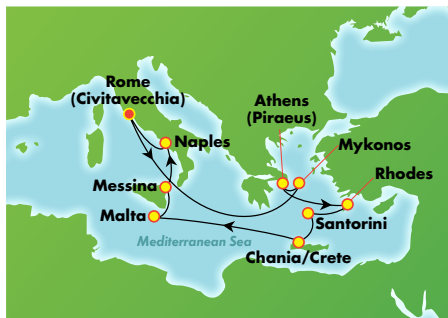 Rome
(Civitavecchia)
Athens
(Piraeus)
Mykonos
Naples
Rhodes
Messina
Malta
Santorini
Mediterranean Sea
Chania/Crete